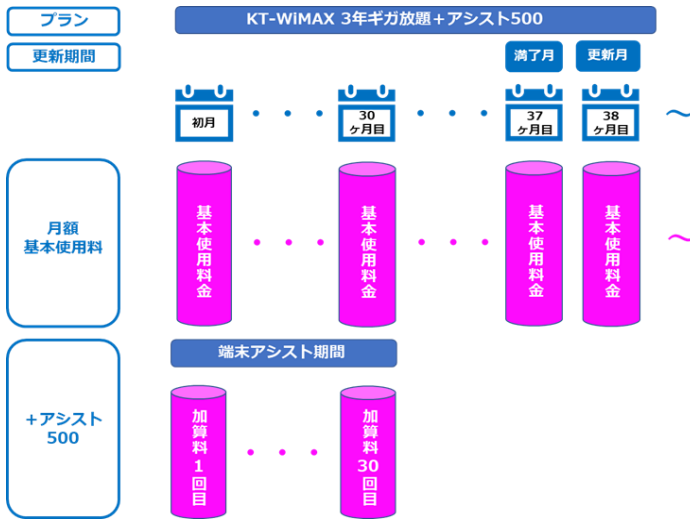 プラン
KT-WiMAX 3年ギガ放題+アシスト500
更新期間
満了月
更新月
初月
30
ヶ月目
37
ヶ月目
38
ヶ月目
～
月額
基本使用料
基本使用料金
基本使用料金
基本使用料金
基本使用料金
～
端末アシスト期間
+アシスト
500
加算料1回目
加算料30回目